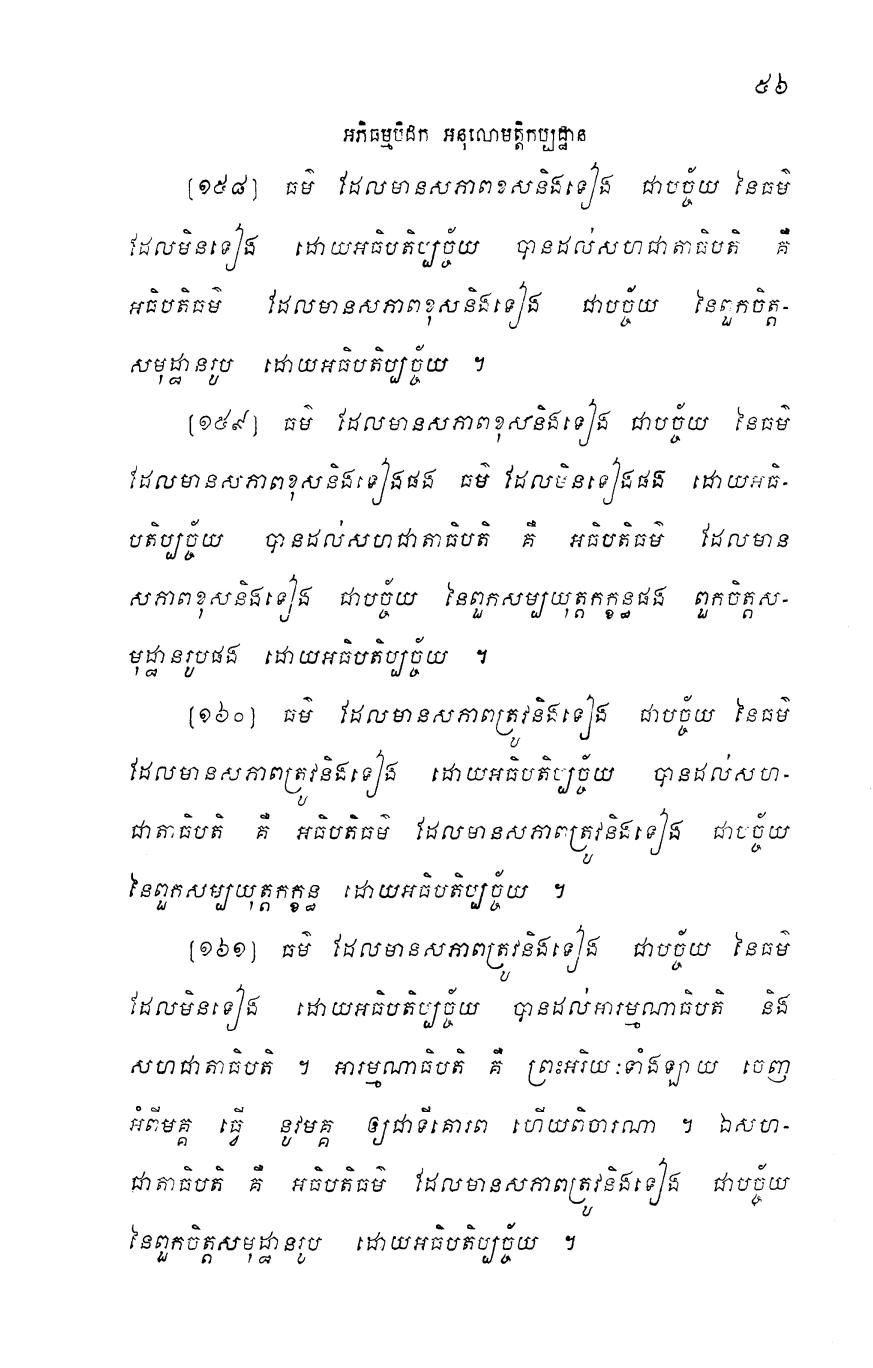 ៥៦
អភិធម្មបិដក អនុលោមត្តិកប្បដ្ឋាន
[១៥៨] ធម៌ ដែលមានសភាពខុសនិងទៀង ជាបច្ច័យ នៃធម៌
ដែលមិនទៀង ដោយអធិបតិប្បច្ច័យ បានដល់សហជាតាធិបតិ គឺ
អធិបតិធម៌ ដែលមានសភាពខុសនិងទៀង ជាបច្ច័យ នៃពួកចិត្ត-
សមុដ្ឋានរូប ដោយអធិបតិប្បច្ច័យ ។
[១៥៩] ធម៌ ដែលមានសភាពខុសនិងទៀង ជាបច្ច័យ នៃធម៌
ដែលមានសភាពខុសនិងទៀងផង ធម៌ ដែលមិនទៀងផង ដោយអធិ-
បតិប្បច្ច័យ បានដល់សហជាតាធិបតិ គឺ អធិបតិធម៌ ដែលមាន
សភាពខុសនិងទៀង ជាបច្ច័យ នៃពួកសម្បយុត្តកក្ខន្ធផង ពួកចិត្តស-
មុដ្ឋានរូបផង ដោយអធិបតិប្បច្ច័យ ។
[១៦០] ធម៌ ដែលមានសភាពត្រូវនិងទៀង ជាបច្ច័យ នៃធម៌
ដែលមានសភាពត្រូវនិងទៀង ដោយអធិបតិប្បច្ច័យ បានដល់សហ-
ជាតាធិបតិ គឺ អធិបតិធម៌ ដែលមានសភាពត្រូវនិងទៀង ជាបច្ច័យ
នៃពួកសម្បយុត្តកក្ខន្ធ ដោយអធិបតិប្បច្ច័យ ។
[១៦១] ធម៌ ដែលមានសភាពត្រូវនិងទៀង ជាបច្ច័យ នៃធម៌
ដែលមិនទៀង ដោយអធិបតិប្បច្ច័យ បានដល់អារម្មណាធិបតិ និង
សហជាតាធិបតិ ។ អារម្មណាធិបតិ គឺ ព្រះអរិយៈទាំងឡាយ ចេញ
អំពីមគ្គ ធ្វើ នូវមគ្គ ឲ្យជាទីគោរព ហើយពិចារណា ។ ឯសហ-
ជាតាធិបតិ គឺ អធិបតិធម៌ ដែលមានសភាពត្រូវនិងទៀង ជាបច្ច័យ
នៃពួកចិត្តសមុដ្ឋានរូប ដោយអធិបតិប្បច្ច័យ ។